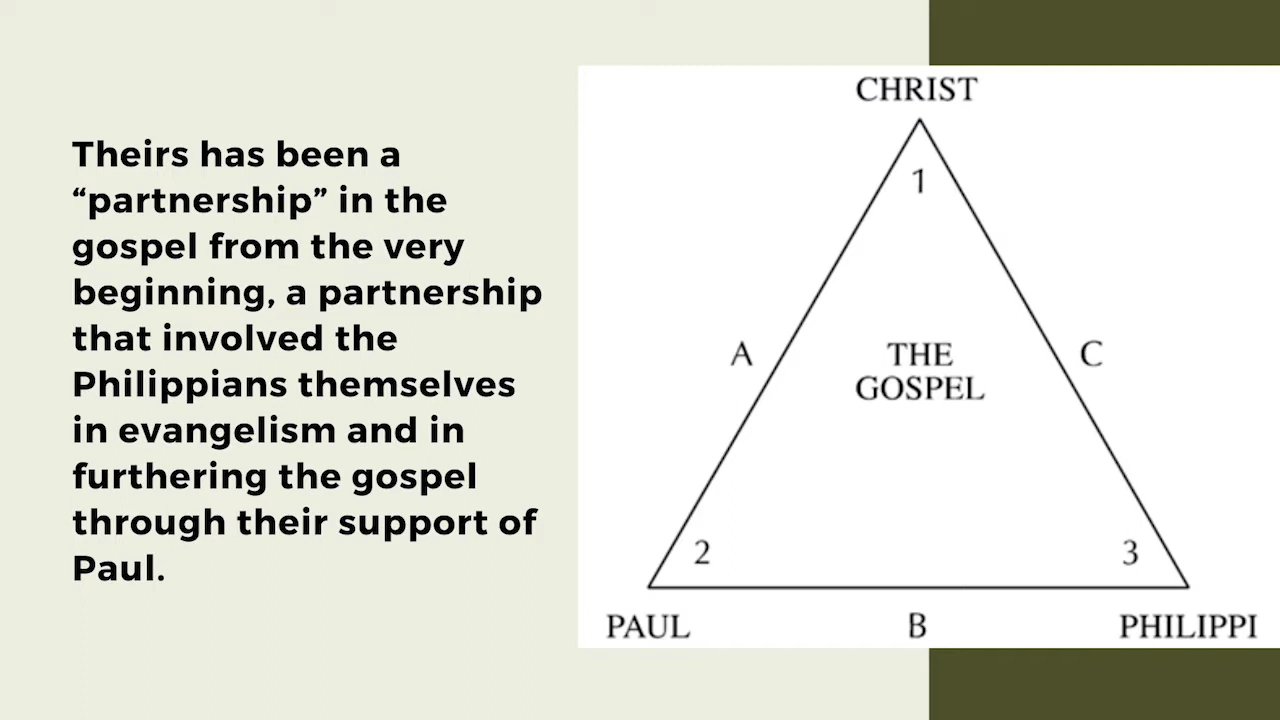 Theirs has been a
“partnership” in the
gospel from the very
beginning, a partnership
that involved the
Philippians themselves
in evangelism and in
furthering the gospel
through their support of
Paul.
CHRIST
1
A
THE
GOSPEL
C
2
3
PAUL
B
PHILIPPI